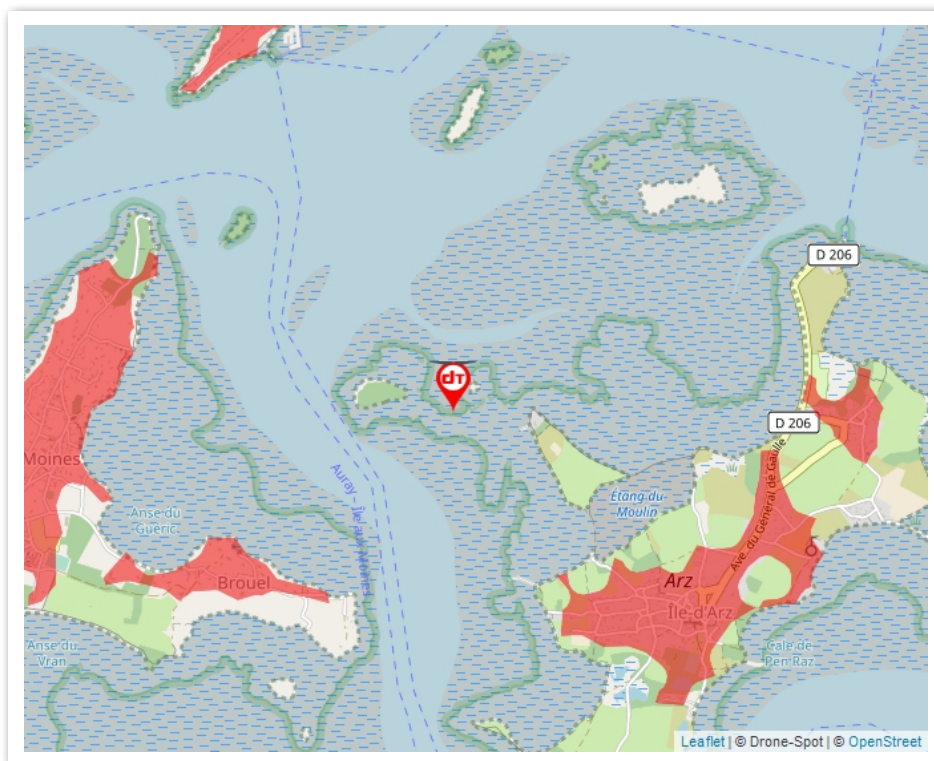 D 206
dт
D 206
Moines
Auray - Île aux Moines
Étang du
Moulin
Ave. du Général de Gaulle
Anse du
Guéric
Brouel
Arz
Île-d'Arz
Anse du
Vran
Cale de
Pen Raz
Leaflet | © Drone-Spot | © OpenStreet